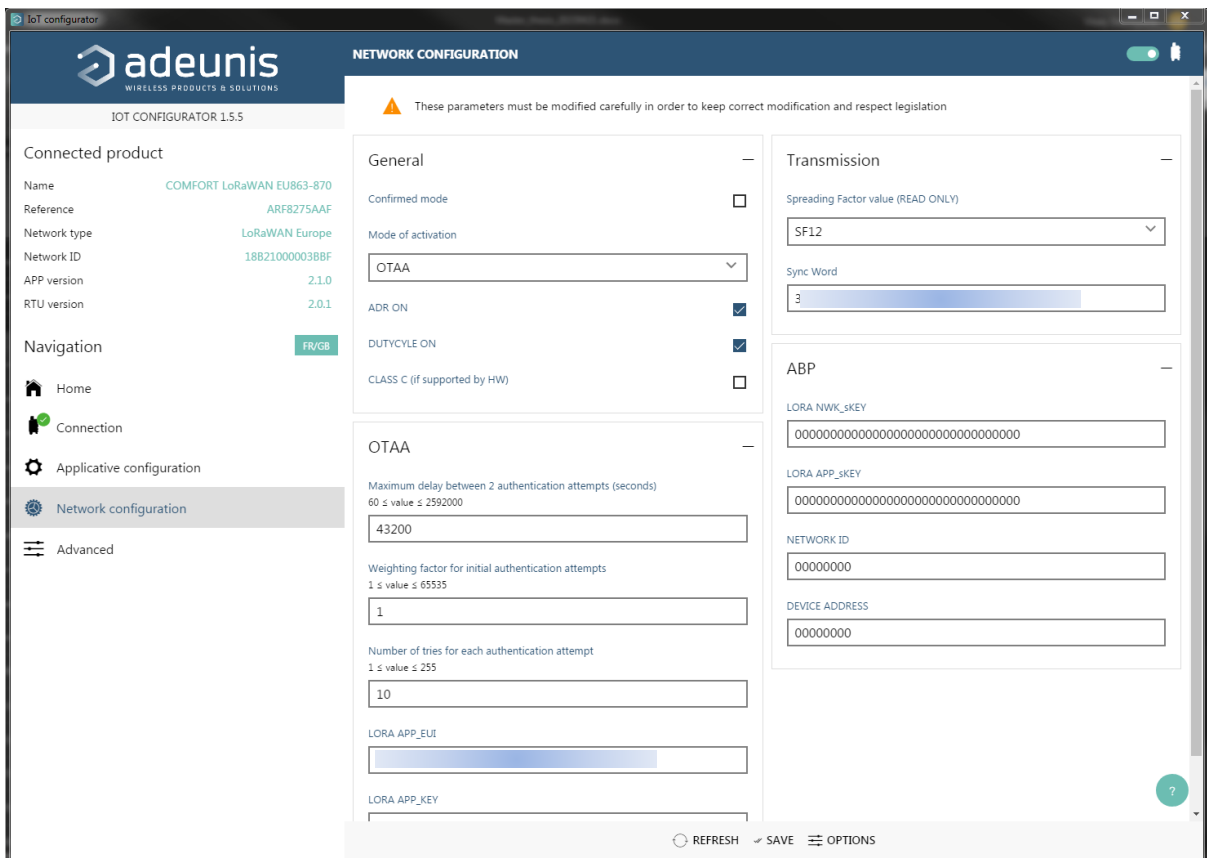 IoT configurator
adeunis
WIRELESS PRODUCTS & SOLUTIONS
IOT CONFIGURATOR 1.5.5
Connected product
Name COMFORT LoRaWAN EU863-870
Reference ARF8275AAF
Network type LoRaWAN Europe
Network ID 18B21000003BBF
APP version 2.1.0
RTU version 2.0.1
Navigation FR/GB
Home
Connection
Applicative configuration
Network configuration
Advanced
NETWORK CONFIGURATION
These parameters must be modified carefully in order to keep correct modification and respect legislation
General
Confirmed mode
Mode of activation
OTAA
ADR ON
DUTYCYLE ON
CLASS C (if supported by HW)
OTAA
Maximum delay between 2 authentication attempts (seconds)
60 ≤ value ≤ 2592000
43200
Weighting factor for initial authentication attempts
1 ≤ value ≤ 65535
1
Number of tries for each authentication attempt
1 ≤ value ≤ 255
10
LORA APP_EUI
LORA APP_KEY
Transmission
Spreading Factor value (READ ONLY)
SF12
Sync Word
3
ABP
LORA NWK_sKEY
00000000000000000000000000000000
LORA APP_sKEY
00000000000000000000000000000000
NETWORK ID
00000000
DEVICE ADDRESS
00000000
?
REFRESH SAVE OPTIONS